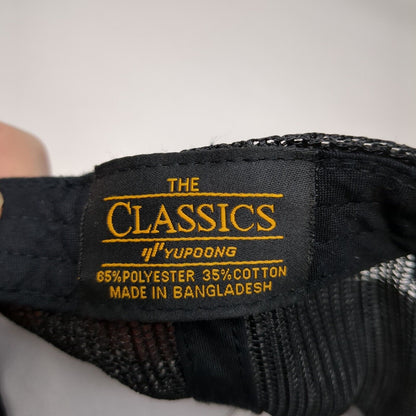 THE
CLASSICS
YUPOONG
65%POLYESTER 35%COTTON
MADE IN BANGLADESH